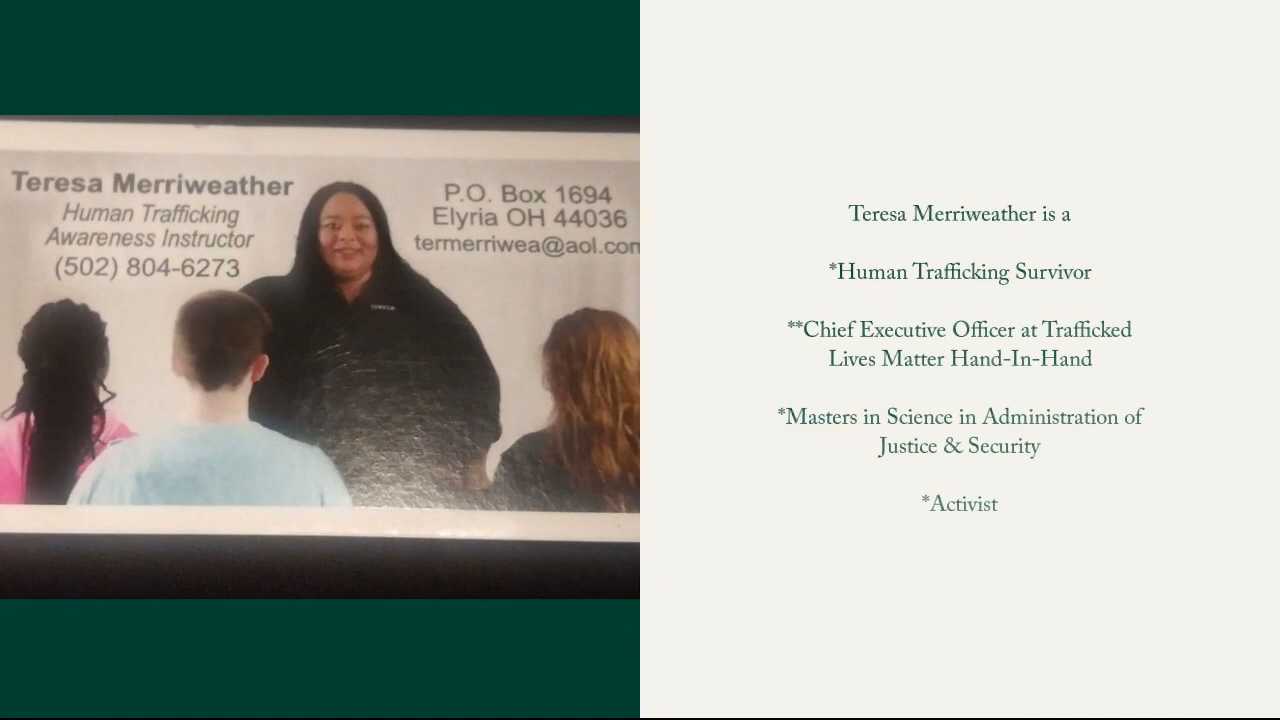 Teresa Merriweather
Human Trafficking
Awareness Instructor
(502) 804-6273
P.O. Box 1694
Elyria OH 44036
termerriwea@aol.com
Teresa Merriweather is a
*Human Trafficking Survivor
**Chief Executive Officer at Trafficked
Lives Matter Hand-In-Hand
*Masters in Science in Administration of
Justice & Security
*Activist